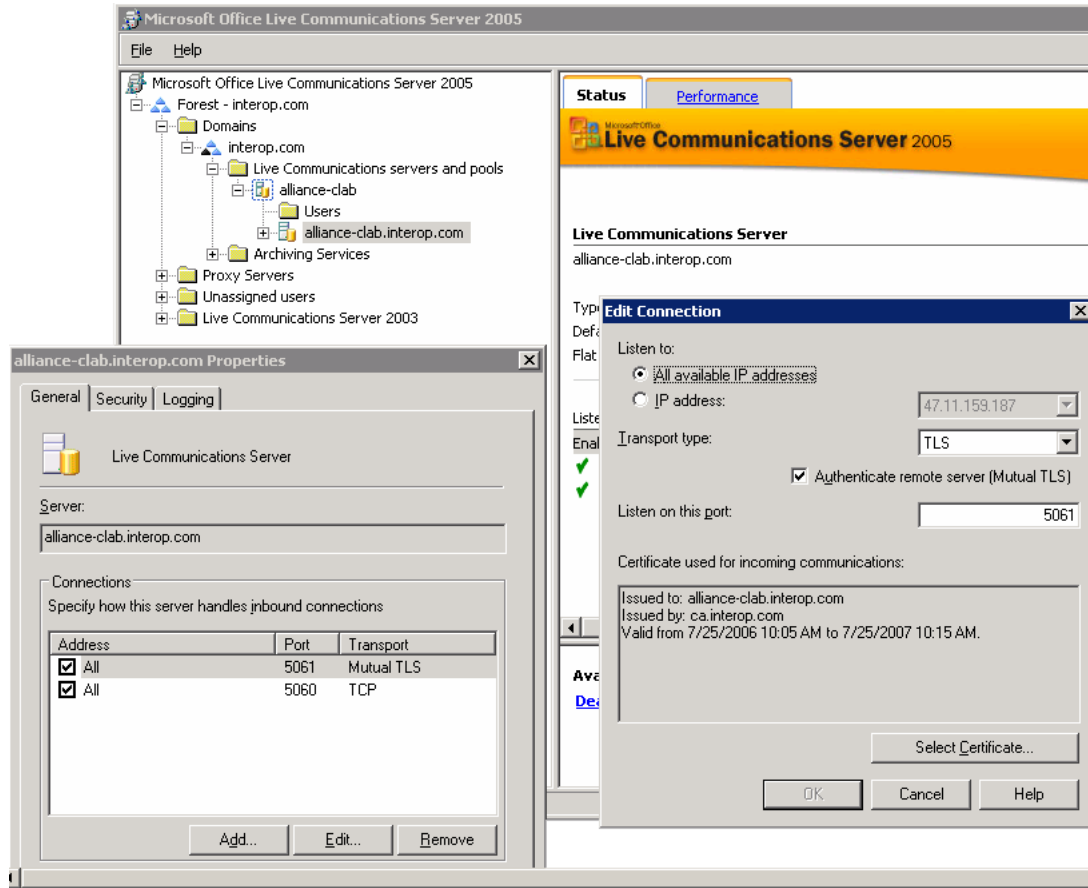 Microsoft Office Live Communications Server 2005
File Help
Microsoft Office Live Communications Server 2005
Forest - interop.com
Domains
interop.com
Live Communications servers and pools
alliance-clab
Users
alliance-clab.interop.com
Archiving Services
Proxy Servers
Unassigned users
Live Communications Server 2003
Status Performance
Microsoft Office
Live Communications Server 2005
Live Communications Server
alliance-clab.interop.com
Flat
alliance-clab.interop.com Properties
General Security Logging
Live Communications Server
Server:
alliance-clab.interop.com
Connections
Specify how this server handles inbound connections
Address Port Transport
All 5061 Mutual TLS
All 5060 TCP
Add... Edit... Remove
Edit Connection
Listen to:
All available IP addresses
IP address: 47.11.159.187
Transport type: TLS
Authenticate remote server (Mutual TLS)
Listen on this port: 5061
Certificate used for incoming communications:
Issued to: alliance-clab.interop.com
Issued by: ca.interop.com
Valid from 7/25/2006 10:05 AM to 7/25/2007 10:15 AM.
Select Certificate...
OK Cancel Help